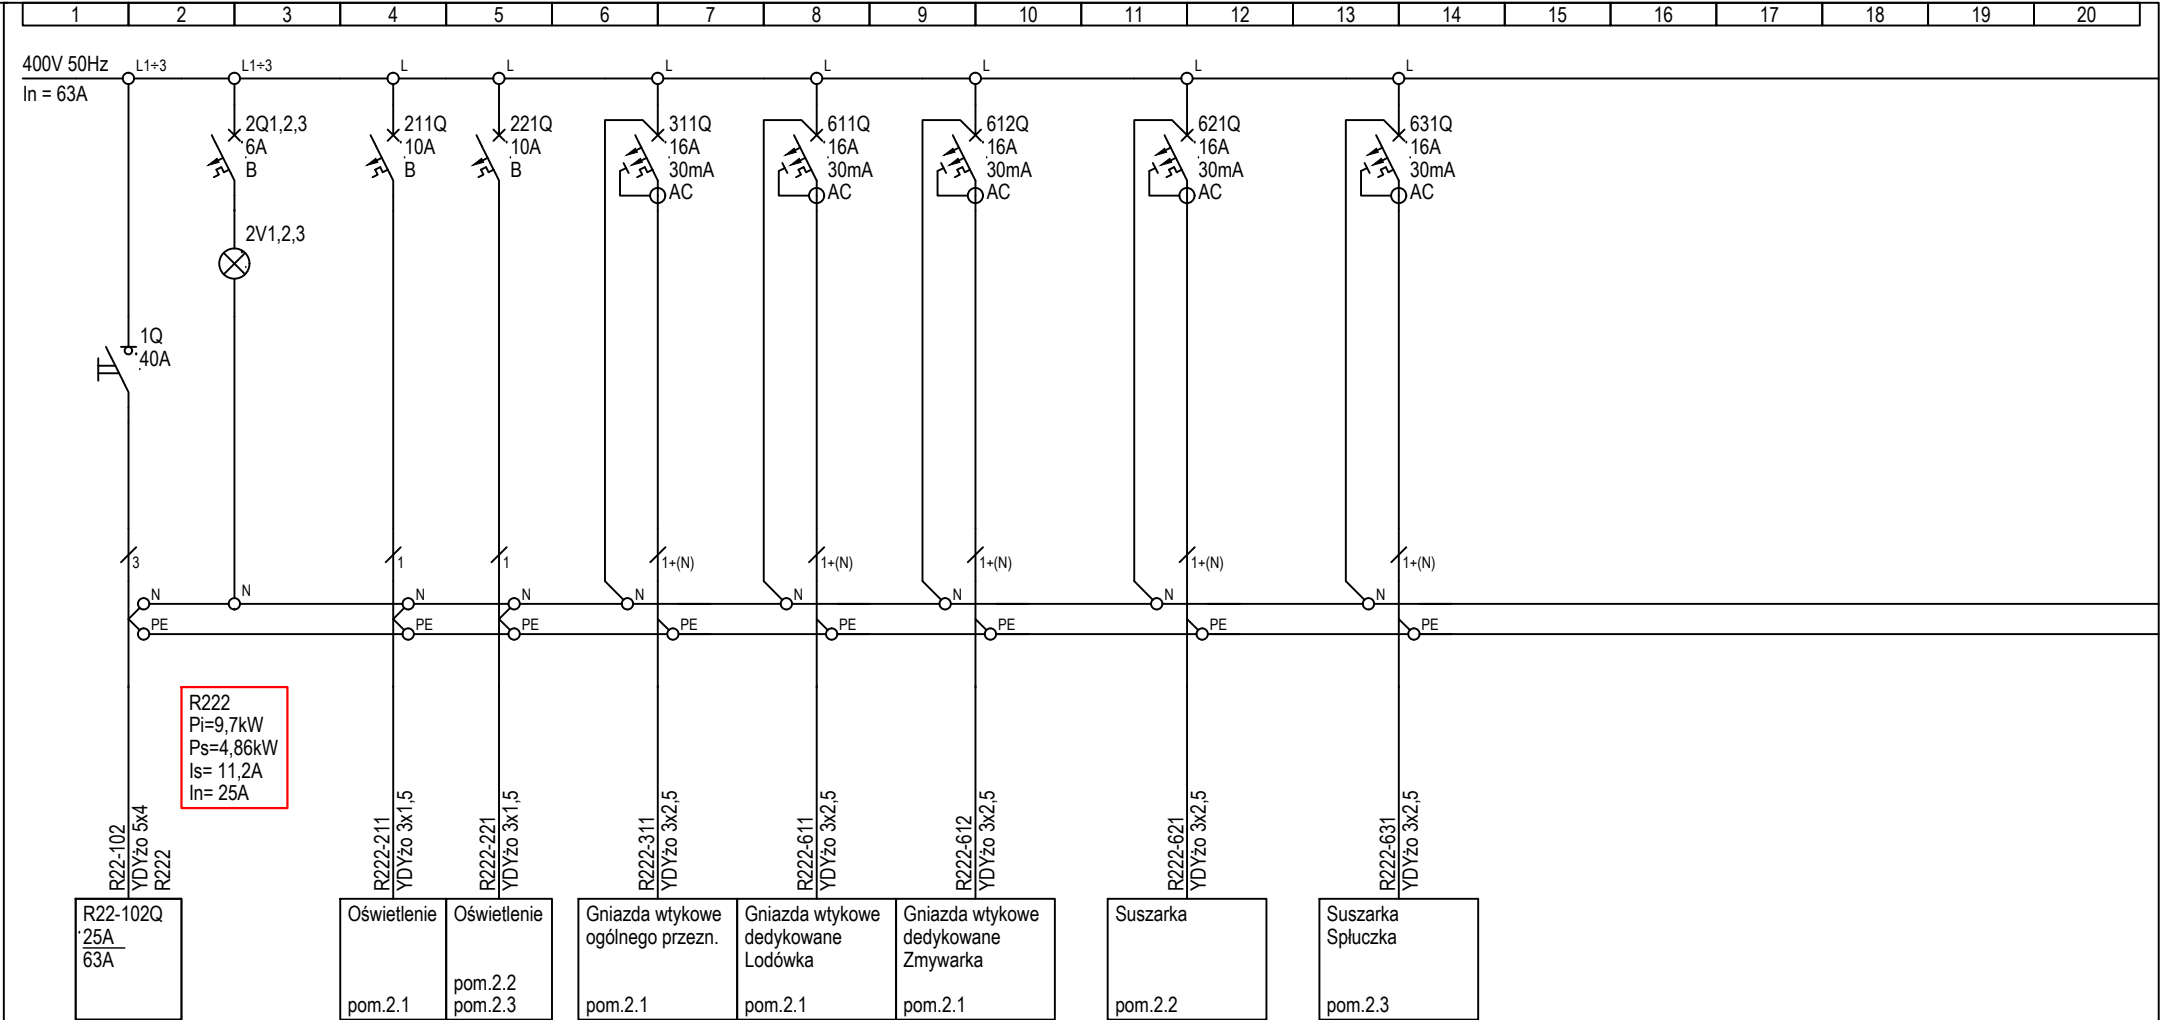 1 2 3 4 5 6 7 8 9 10 11 12 13 14 15 16 17 18 19 20
400V 50Hz
In = 63A
L1÷3
L1÷3
L
L
L
L
L
L
L
2Q1,2,3
6A
B
211Q
10A
B
221Q
10A
B
311Q
16A
30mA
AC
611Q
16A
30mA
AC
612Q
16A
30mA
AC
621Q
16A
30mA
AC
631Q
16A
30mA
AC
2V1,2,3
1Q
40A
3
1
1
1+(N)
1+(N)
1+(N)
1+(N)
1+(N)
N
N
N
N
N
N
N
N
N
PE
PE
PE
PE
PE
PE
PE
PE
R222
Pi=9,7kW
Ps=4,86kW
Is= 11,2A
In= 25A
R22-102
YDYżo 5x4
R222
R222-211
YDYżo 3x1,5
R222-221
YDYżo 3x1,5
R222-311
YDYżo 3x2,5
R222-611
YDYżo 3x2,5
R222-612
YDYżo 3x2,5
R222-621
YDYżo 3x2,5
R222-631
YDYżo 3x2,5
R22-102Q
25A
63A
Oświetlenie
pom.2.1
Oświetlenie
pom.2.2
pom.2.3
Gniazda wtykowe
ogólnego przezn.
pom.2.1
Gniazda wtykowe
dedykowane
Lodówka
pom.2.1
Gniazda wtykowe
dedykowane
Zmywarka
pom.2.1
Suszarka
pom.2.2
Suszarka
Spłuczka
pom.2.3